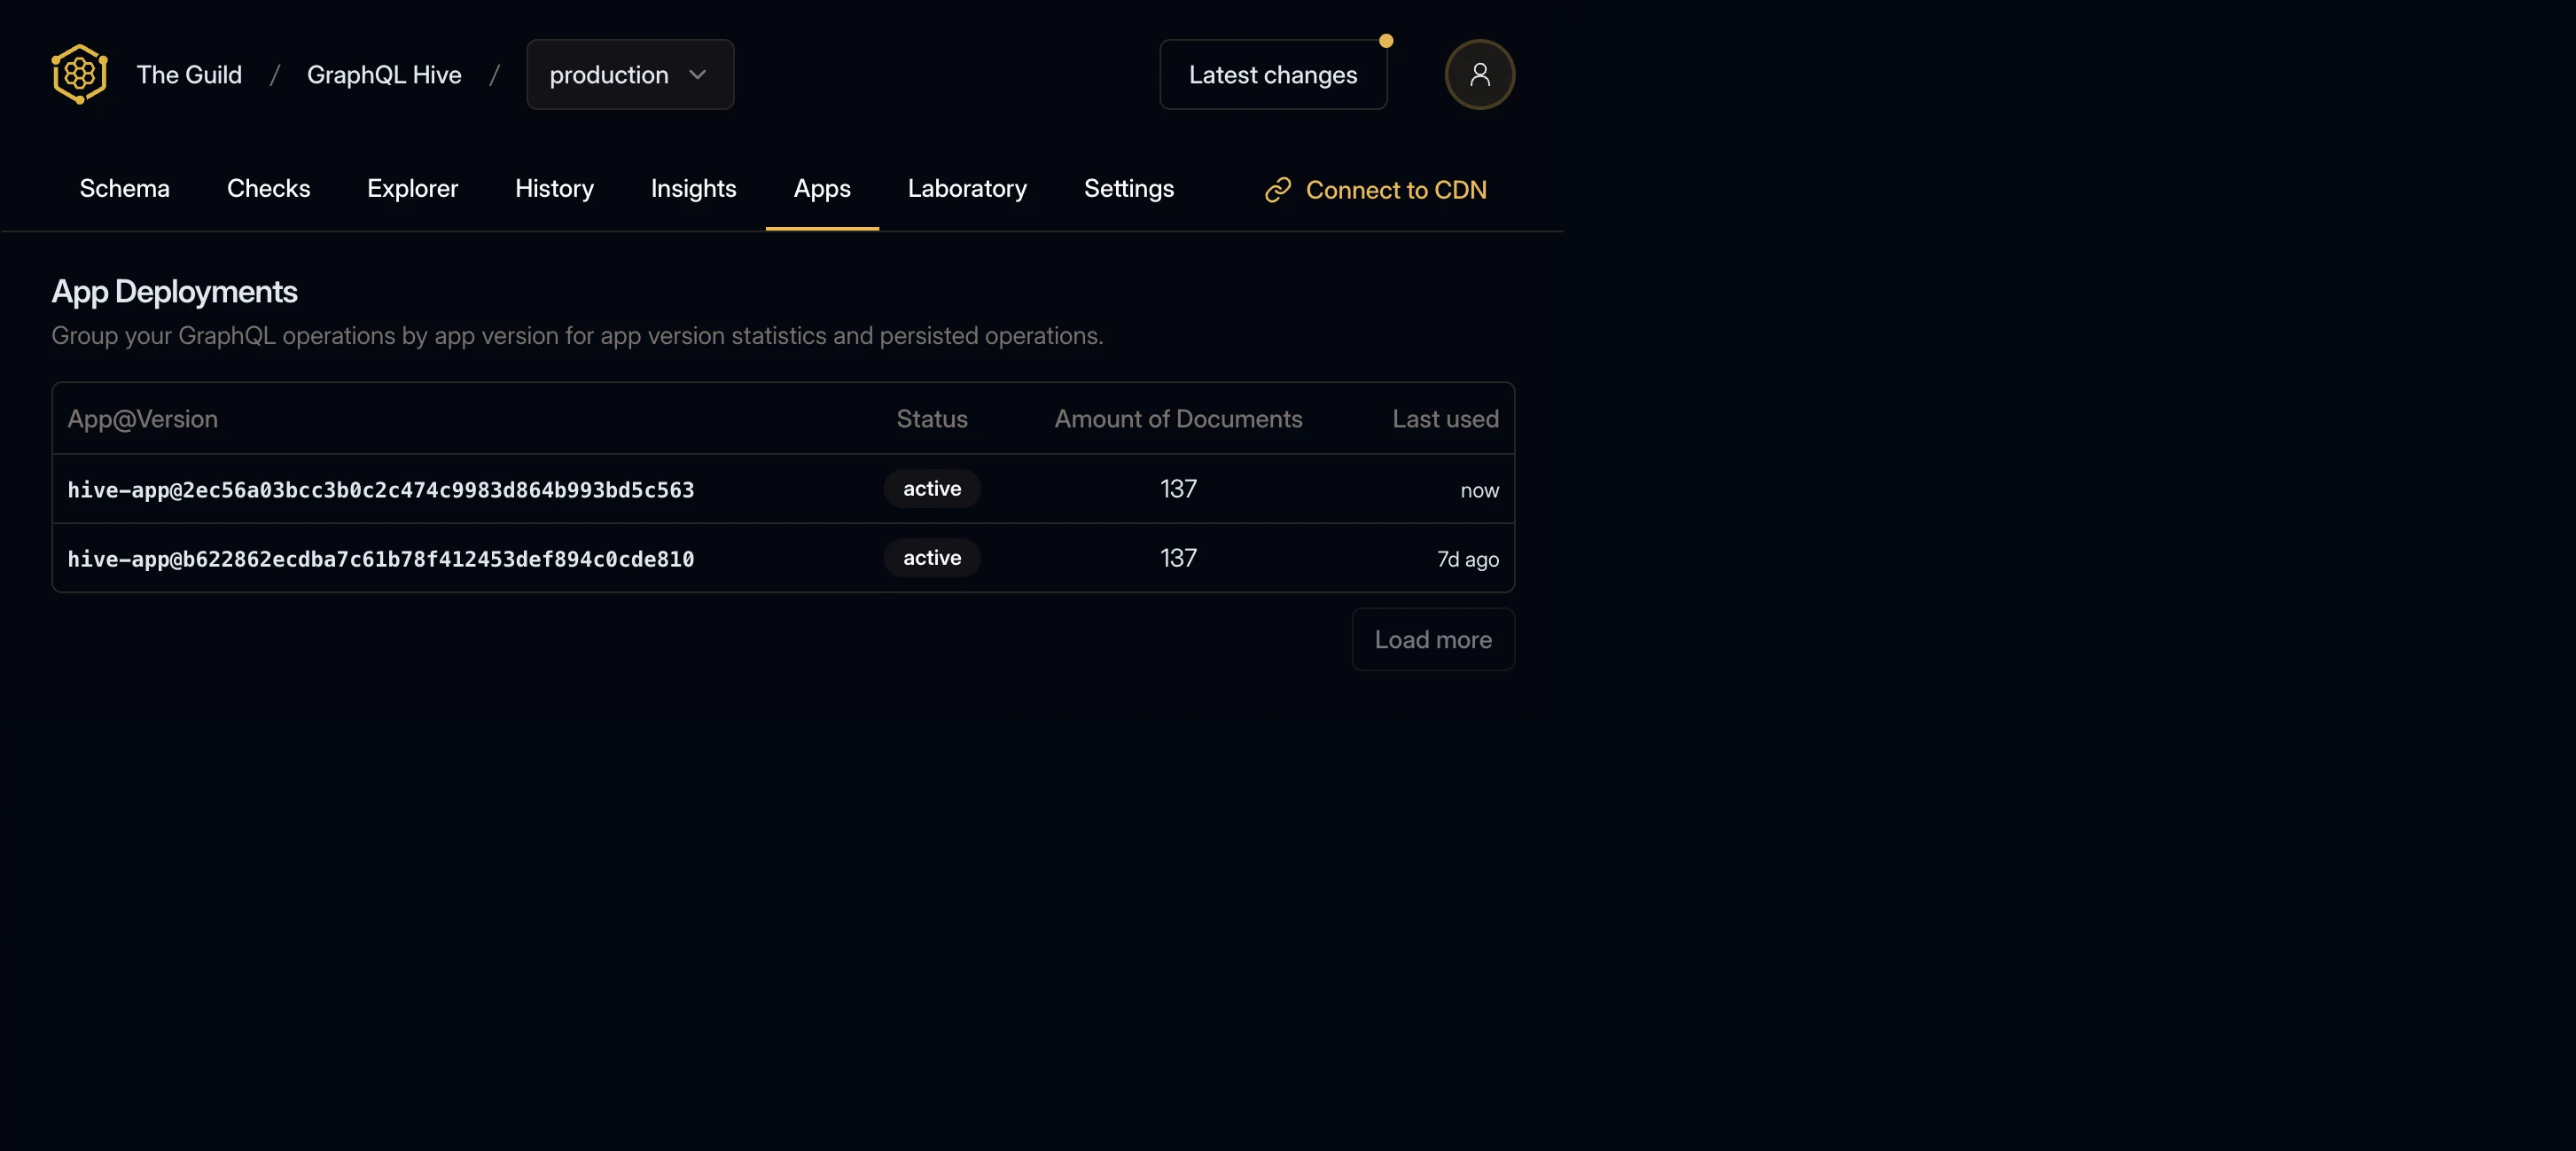 The Guild / GraphQL Hive / production Latest changes
Schema Checks Explorer History Insights Apps Laboratory Settings Connect to CDN
App Deployments
Group your GraphQL operations by app version for app version statistics and persisted operations.
App@Version Status Amount of Documents Last used
hive-app@2ec56a03bcc3b0c2c474c9983d864b993bd5c563 active 137 now
hive-app@b622862ecdba7c61b78f412453def894c0cde810 active 137 7d ago
Load more